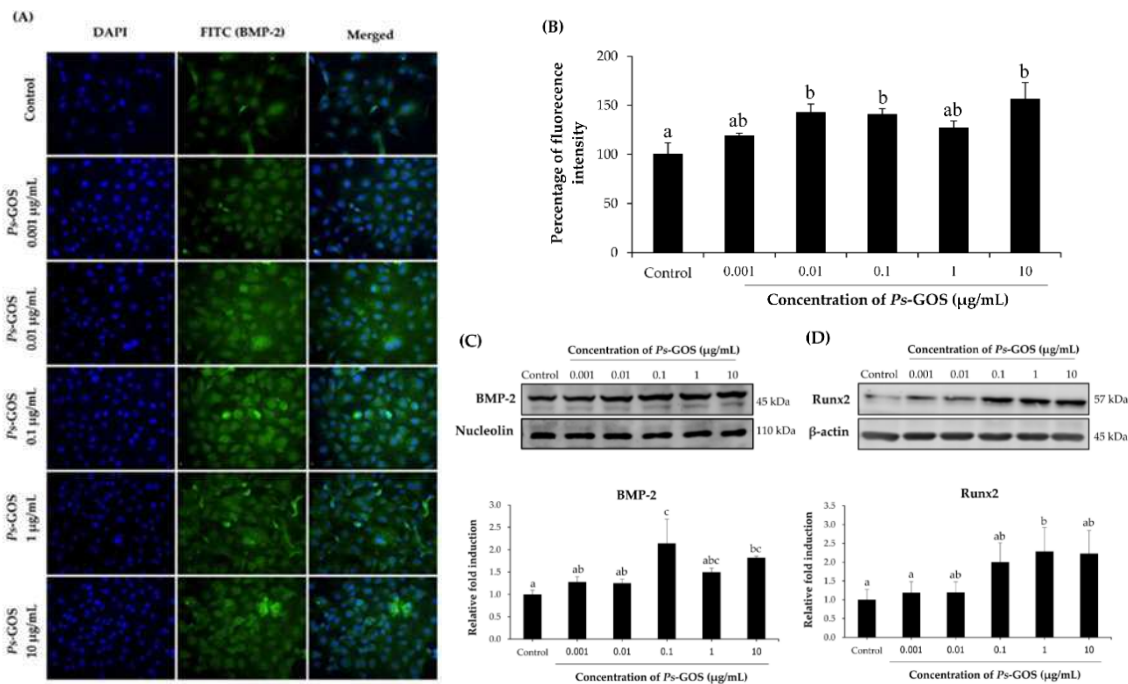 (A)
DAPI FITC (BMP-2) Merged
Control
Ps-GOS
0.001 µg/mL
Ps-GOS
0.01 µg/mL
Ps-GOS
0.1 µg/mL
Ps-GOS
1 µg/mL
Ps-GOS
10 µg/mL
(B)
Percentage of fluorecence
intensity
200
150
100
50
0
a ab b b ab b
Control 0.001 0.01 0.1 1 10
Concentration of Ps-GOS (µg/mL)
(C)
Concentration of Ps-GOS (µg/mL)
Control 0.001 0.01 0.1 1 10
BMP-2 45 kDa
Nucleolin 110 kDa
BMP-2
Relative fold induction
3.0
2.5
2.0
1.5
1.0
0.5
0.0
a ab ab c abc bc
Control 0.001 0.01 0.1 1 10
Concentration of Ps-GOS (µg/mL)
(D)
Concentration of Ps-GOS (µg/mL)
Control 0.001 0.01 0.1 1 10
Runx2 57 kDa
β-actin 45 kDa
Runx2
Relative fold induction
3.5
3.0
2.5
2.0
1.5
1.0
0.5
0.0
a a ab ab b ab
Control 0.001 0.01 0.1 1 10
Concentration of Ps-GOS (µg/mL)